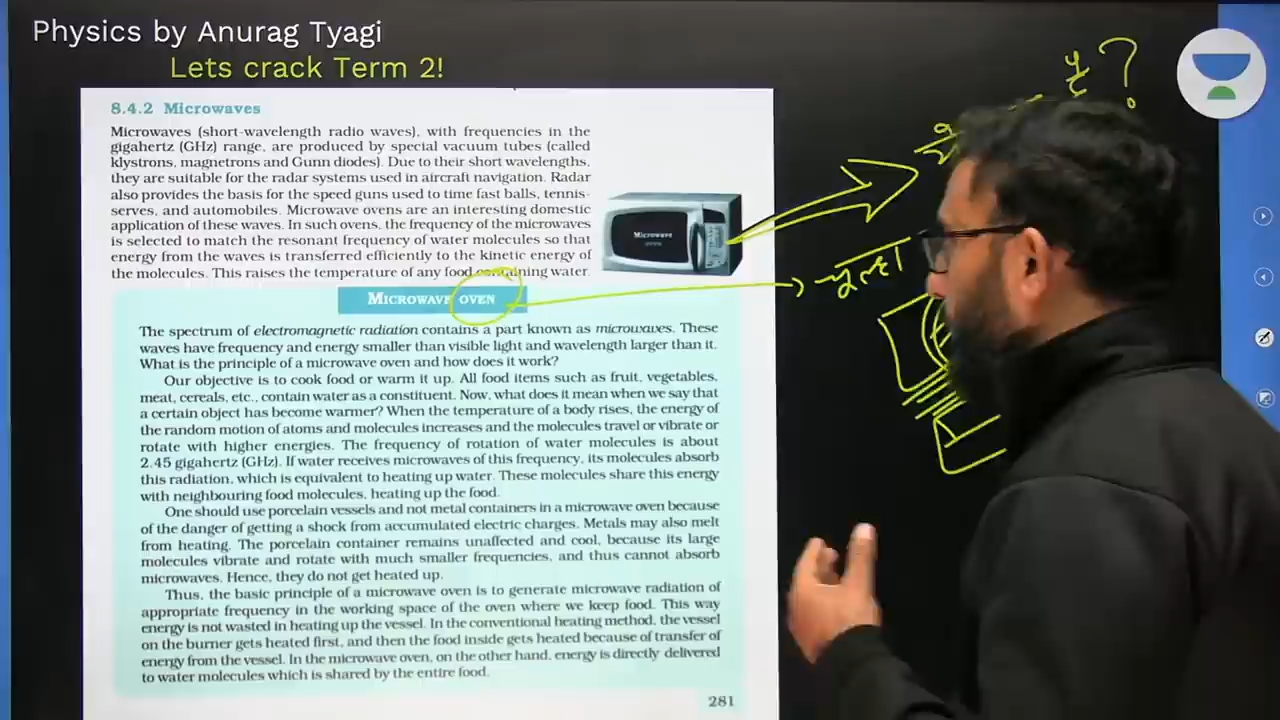 Physics by Anurag Tyagi
Lets crack Term 2!
8.4.2 Microwaves
Microwaves (short-wavelength radio waves), with frequencies in the
gigahertz (GHz) range, are produced by special vacuum tubes (called
klystrons, magnetrons and Gunn diodes). Due to their short wavelengths,
they are suitable for the radar systems used in aircraft navigation. Radar
also provides the basis for the speed guns used to time fast balls, tennis-
serves, and automobiles. Microwave ovens are an interesting domestic
application of these waves. In such ovens, the frequency of the microwaves
is selected to match the resonant frequency of water molecules so that
energy from the waves is transferred efficiently to the kinetic energy of
the molecules. This raises the temperature of any food containing water.
Microwave
MICROWAVE OVEN
The spectrum of electromagnetic radiation contains a part known as microwaves. These
waves have frequency and energy smaller than visible light and wavelength larger than it.
What is the principle of a microwave oven and how does it work?
Our objective is to cook food or warm it up. All food items such as fruit, vegetables,
meat, cereals, etc., contain water as a constituent. Now, what does it mean when we say that
a certain object has become warmer? When the temperature of a body rises, the energy of
the random motion of atoms and molecules increases and the molecules travel or vibrate or
rotate with higher energies. The frequency of rotation of water molecules is about
2.45 gigahertz (GHz). If water receives microwaves of this frequency, its molecules absorb
this radiation, which is equivalent to heating up water. These molecules share this energy
with neighbouring food molecules, heating up the food.
One should use porcelain vessels and not metal containers in a microwave oven because
of the danger of getting a shock from accumulated electric charges. Metals may also melt
from heating. The porcelain container remains unaffected and cool, because its large
molecules vibrate and rotate with much smaller frequencies, and thus cannot absorb
microwaves. Hence, they do not get heated up.
Thus, the basic principle of a microwave oven is to generate microwave radiation of
appropriate frequency in the working space of the oven where we keep food. This way
energy is not wasted in heating up the vessel. In the conventional heating method, the vessel
on the burner gets heated first, and then the food inside gets heated because of transfer of
energy from the vessel. In the microwave oven, on the other hand, energy is directly delivered
to water molecules which is shared by the entire food.
281